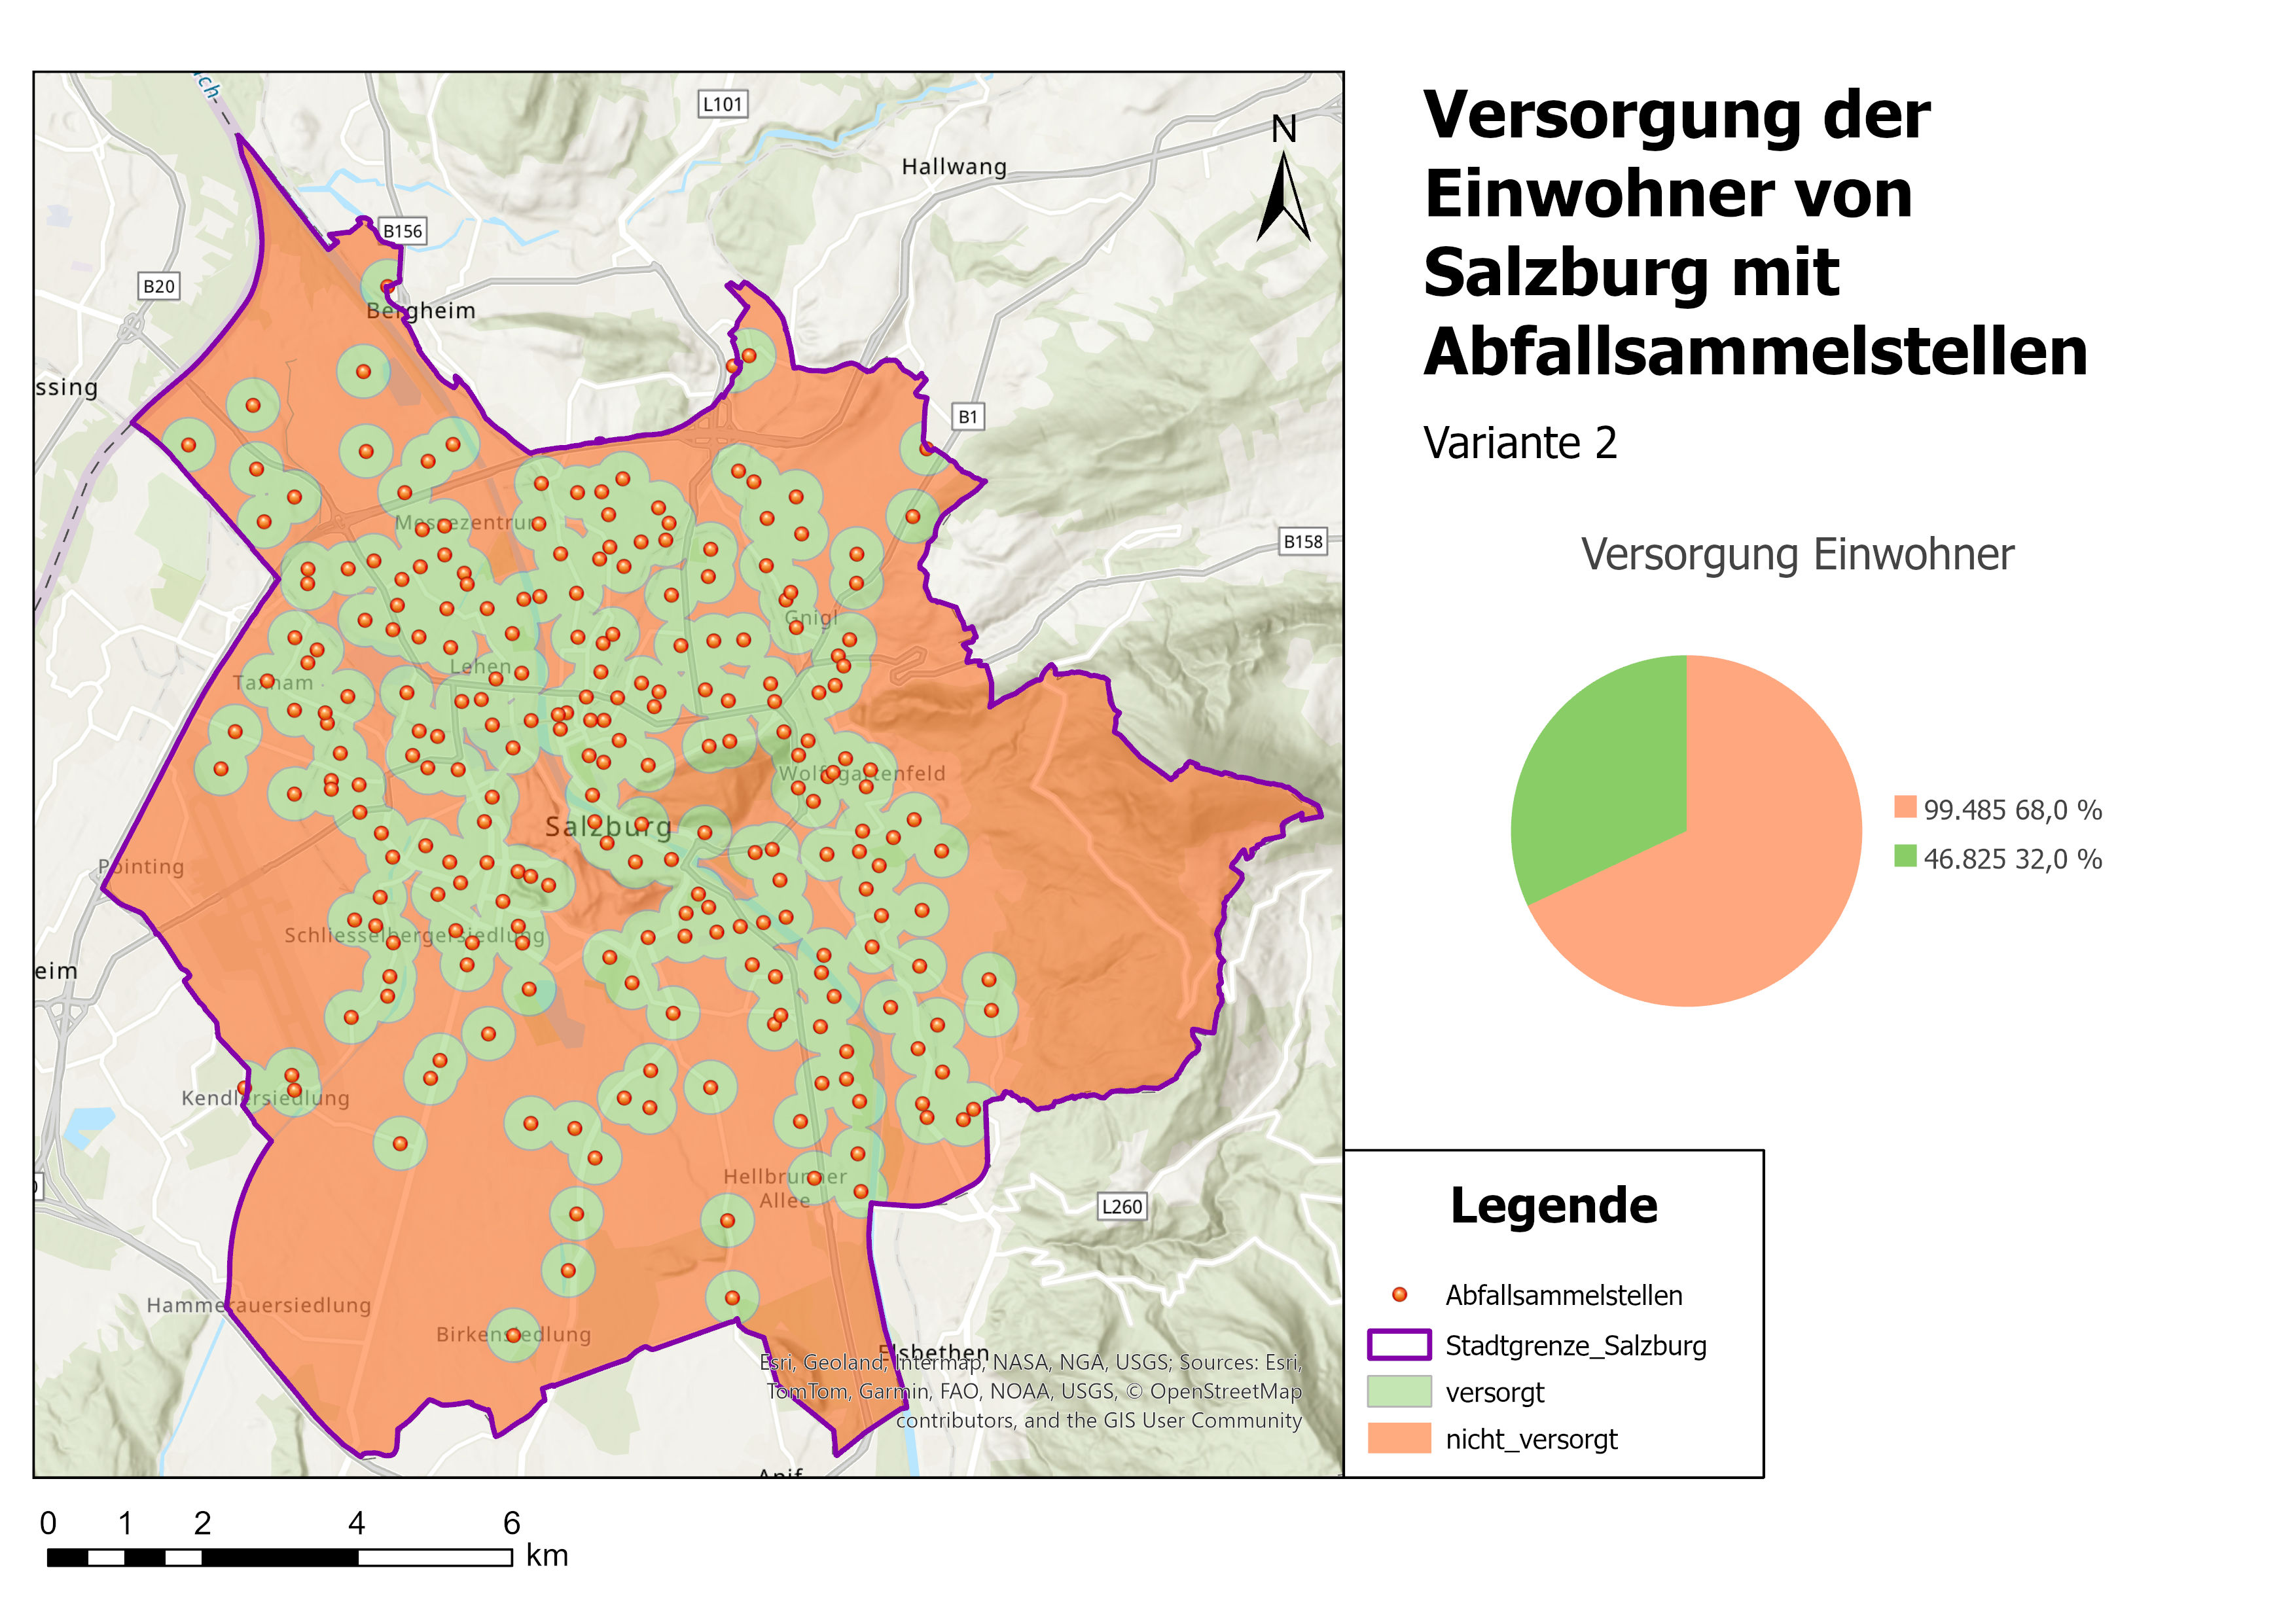 Versorgung der
Einwohner von
Salzburg mit
Abfallsammelstellen
Variante 2
Versorgung Einwohner
99.485 68,0 %
46.825 32,0 %
Legende
Abfallsammelstellen
Stadtgrenze_Salzburg
versorgt
nicht_versorgt
N
L101
Hallwang
B156
B20
Bergheim
ssing
B1
B158
Messezentrum
Gnigl
Lehen
Taxham
Wolfsgartenfeld
Salzburg
Pointing
Schliesselbergersiedlung
eim
Kendlersiedlung
Hellbrunner
Allee
L260
Hammerauersiedlung
Birkensiedlung
Elsbethen
Esri, Geoland, Intermap, NASA, NGA, USGS; Sources: Esri,
TomTom, Garmin, FAO, NOAA, USGS, © OpenStreetMap
contributors, and the GIS User Community
Anif
0 1 2 4 6
km